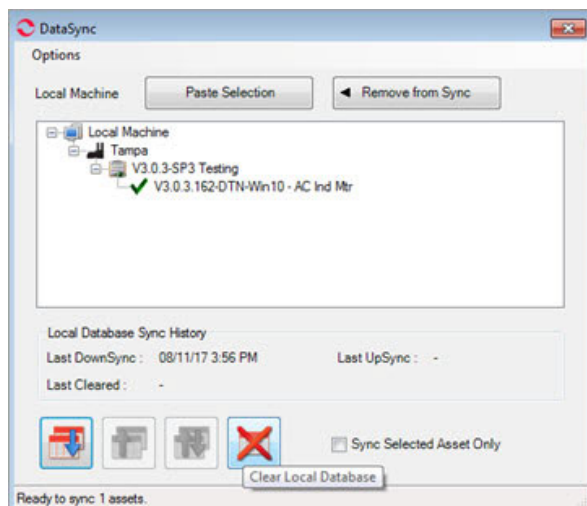 DataSync
Options
Local Machine
Paste Selection
Remove from Sync
Local Machine
Tampa
V3.0.3-SP3 Testing
V3.0.3.162-DTN-Win10 - AC Ind Mtr
Local Database Sync History
Last DownSync : 08/11/17 3:56 PM Last UpSync : -
Last Cleared : -
Sync Selected Asset Only
Clear Local Database
Ready to sync 1 assets.